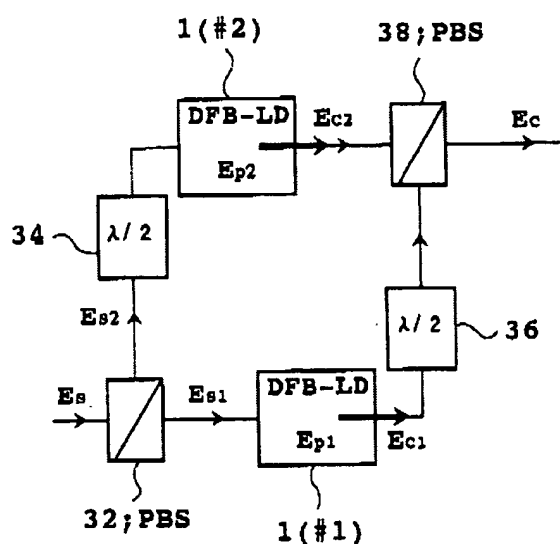 1(#2)
38;PBS
DFB-LD
Ep2
Ec2
Ec
34
λ/2
Es2
λ/2
36
Es
Es1
DFB-LD
Ep1
Ec1
32;PBS
1(#1)